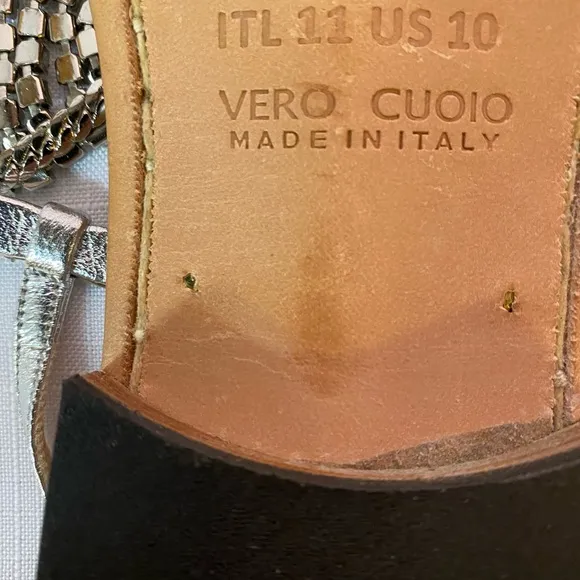 ITL 11 US 10
VERO CUOIO
MADE IN ITALY